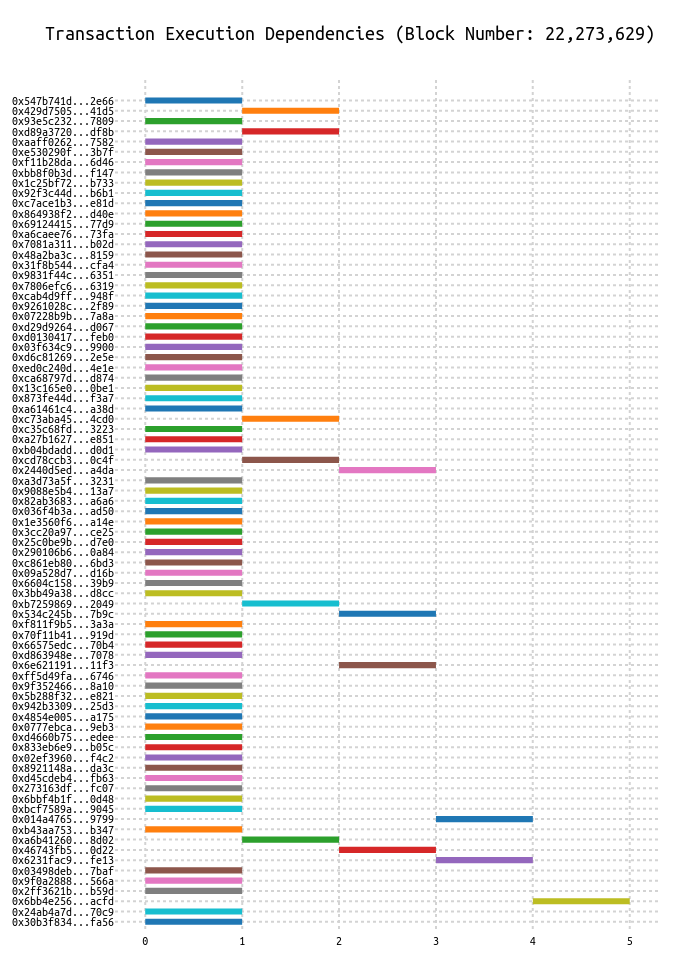 Transaction Execution Dependencies (Block Number: 22,273,629)
0x547b741d...2e66
0x429d7505...41d5
0x93e5c232...7809
0xd89a3720...df8b
0xaaff0262...7582
0xe530290f...3b7f
0xf11b28da...6d46
0xbb8f0b3d...f147
0x1c25bf72...b733
0x92f3c44d...b6b1
0xc7ace1b3...e81d
0x864938f2...d40e
0x69124415...77d9
0xa6caee76...73fa
0x7081a311...b02d
0x48a2ba3c...8159
0x31f8b544...cfa4
0x9831f44c...6351
0x7806efc6...6319
0xcab4d9ff...948f
0x9261028c...2f89
0x07228b9b...7a8a
0xd29d9264...d067
0xd0130417...feb0
0x03f634c9...9900
0xd6c81269...2e5e
0xed0c240d...4e1e
0xca68797d...d874
0x13c165e0...0be1
0x873fe44d...f3a7
0xa61461c4...a38d
0xc73aba45...4cd0
0xc35c68fd...3223
0xa27b1627...e851
0xb04bdadd...d0d1
0xcd78ccb3...0c4f
0x2440d5ed...a4da
0xa3d73a5f...3231
0x9088e5b4...13a7
0x82ab3683...a6a6
0x036f4b3a...ad50
0x1e3560f6...a14e
0x3cc20a97...ce25
0x25c0be9b...d7e0
0x290106b6...0a84
0xc861eb80...6bd3
0x09a528d7...d16b
0x6604c158...39b9
0x3bb49a38...d8cc
0xb7259869...2049
0x534c245b...7b9c
0xf811f9b5...3a3a
0x70f11b41...919d
0x66575edc...70b4
0xd863948e...7078
0x6e621191...11f3
0xff5d49fa...6746
0x9f352466...8a10
0x5b288f32...e821
0x942b3309...25d3
0x4854e005...a175
0x0777ebca...9eb3
0xd4660b75...edee
0x833eb6e9...b05c
0x02ef3960...f4c2
0x8921148a...da3c
0xd45cdeb4...fb63
0x273163df...fc07
0x6bbf4b1f...0d48
0xbcf7589a...9045
0x014a4765...9799
0xb43aa753...b347
0xa6b41260...8d02
0x46743fb5...0d22
0x6231fac9...fe13
0x03498deb...7baf
0x9f0a2888...566a
0x2ff3621b...b59d
0x6bb4e256...acfd
0x24ab4a7d...70c9
0x30b3f834...fa56
0 1 2 3 4 5